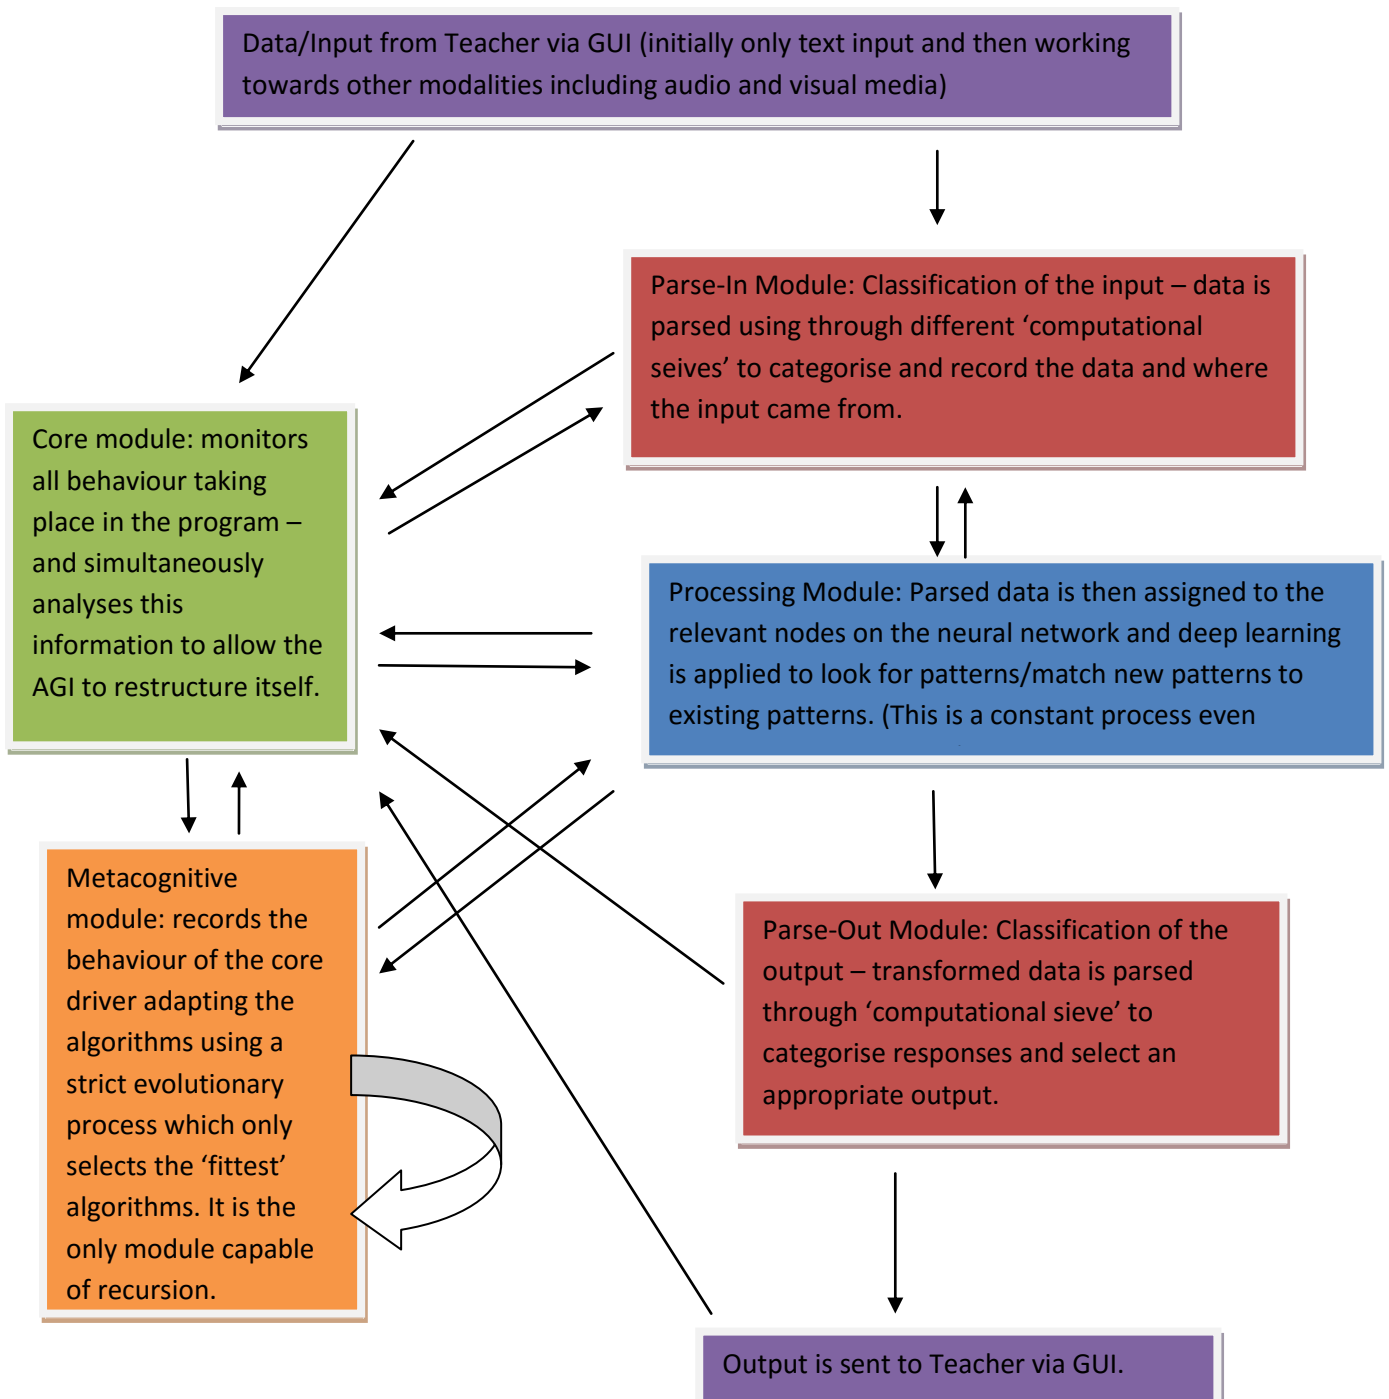 Data/Input from Teacher via GUI (initially only text input and then working
towards other modalities including audio and visual media)
Parse-In Module: Classification of the input – data is
parsed using through different ‘computational
seives’ to categorise and record the data and where
the input came from.
Core module: monitors
all behaviour taking
place in the program –
and simultaneously
analyses this
information to allow the
AGI to restructure itself.
Processing Module: Parsed data is then assigned to the
relevant nodes on the neural network and deep learning
is applied to look for patterns/match new patterns to
existing patterns. (This is a constant process even
Metacognitive
module: records the
behaviour of the core
driver adapting the
algorithms using a
strict evolutionary
process which only
selects the ‘fittest’
algorithms. It is the
only module capable
of recursion.
Parse-Out Module: Classification of the
output – transformed data is parsed
through ‘computational sieve’ to
categorise responses and select an
appropriate output.
Output is sent to Teacher via GUI.